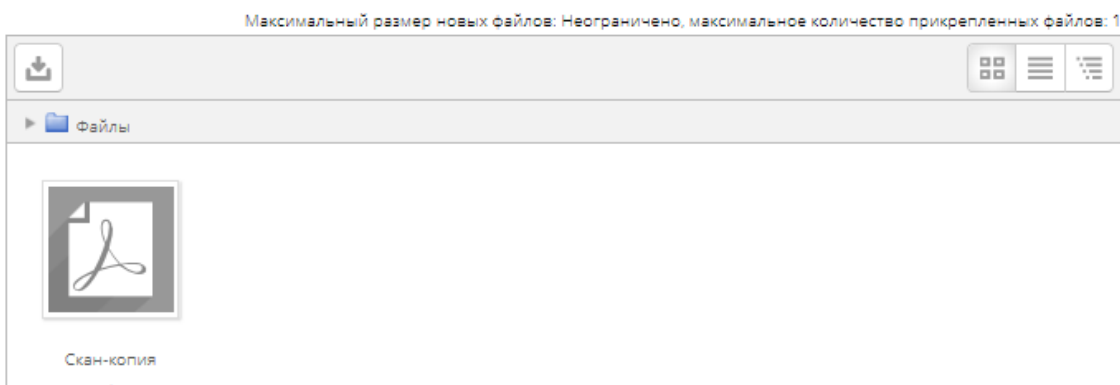 Максимальный размер новых файлов: Неограничено, максимальное количество прикрепленных файлов: 1
Файлы
Скан-копия